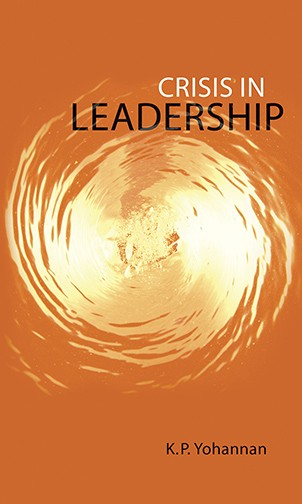 CRISIS IN
LEADERSHIP
K.P. Yohannan